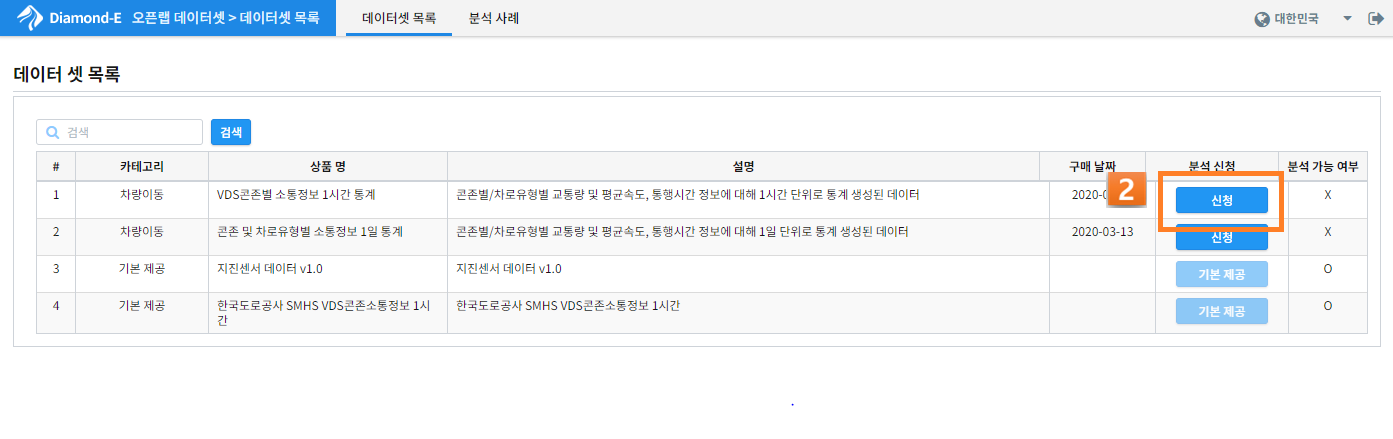 Diamond-E 오픈랩 데이터셋 > 데이터셋 목록 데이터셋 목록 분석 사례 대한민국
데이터 셋 목록
검색 검색
# 카테고리 상품 명 설명 구매 날짜 분석 신청 분석 가능 여부
1 차량이동 VDS콘존별 소통정보 1시간 통계 콘존별/차로유형별 교통량 및 평균속도, 통행시간 정보에 대해 1시간 단위로 통계 생성된 데이터 2020-0 2 신청 X
2 차량이동 콘존 및 차로유형별 소통정보 1일 통계 콘존별/차로유형별 교통량 및 평균속도, 통행시간 정보에 대해 1일 단위로 통계 생성된 데이터 2020-03-13 신청 X
3 기본 제공 지진센서 데이터 v1.0 지진센서 데이터 v1.0 기본 제공 O
4 기본 제공 한국도로공사 SMHS VDS콘존소통정보 1시 한국도로공사 SMHS VDS콘존소통정보 1시간 기본 제공 O
간